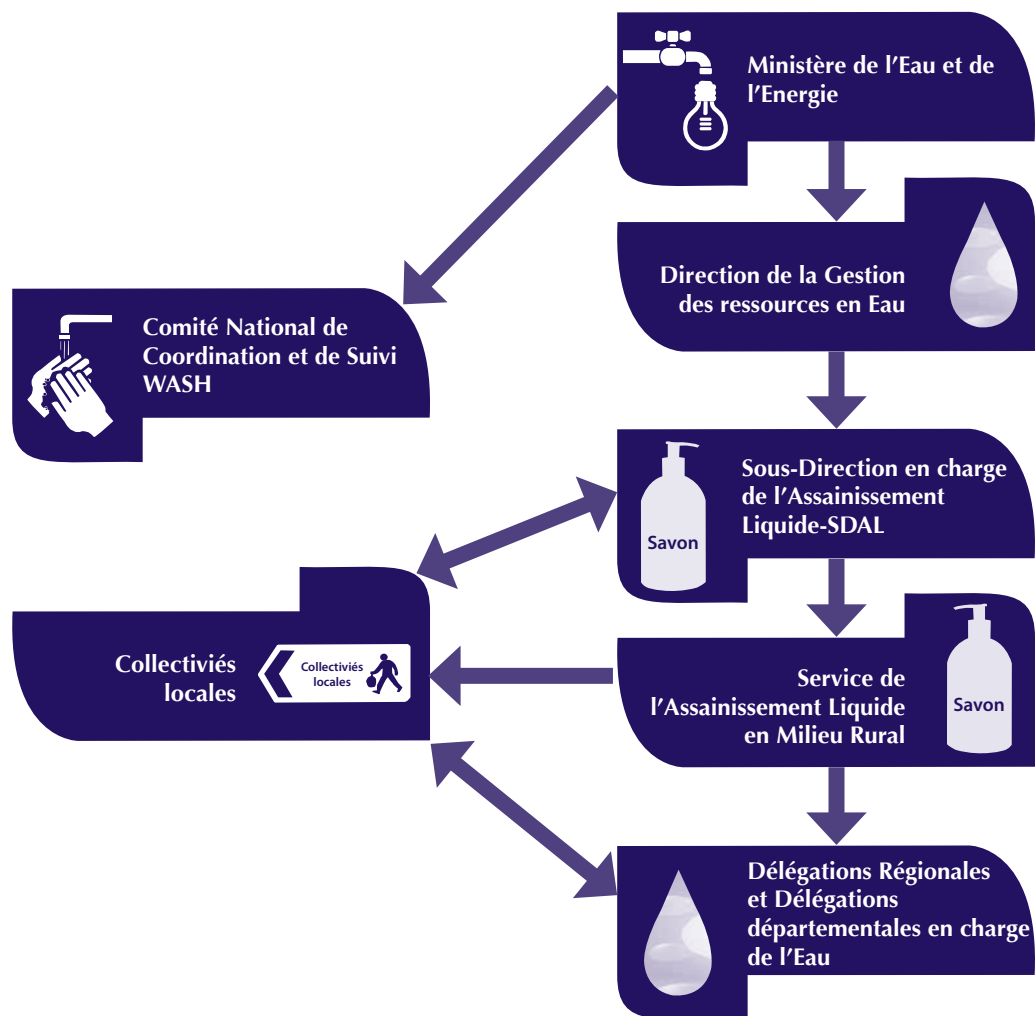 Ministère de l’Eau et de
l’Energie
Direction de la Gestion
des ressources en Eau
Comité National de
Coordination et de Suivi
WASH
Sous-Direction en charge
de l’Assainissement
Liquide-SDAL
Savon
Collectiviés
locales
Collectiviés
locales
Service de
l’Assainissement Liquide
en Milieu Rural
Savon
Délégations Régionales
et Délégations
départementales en charge
de l’Eau